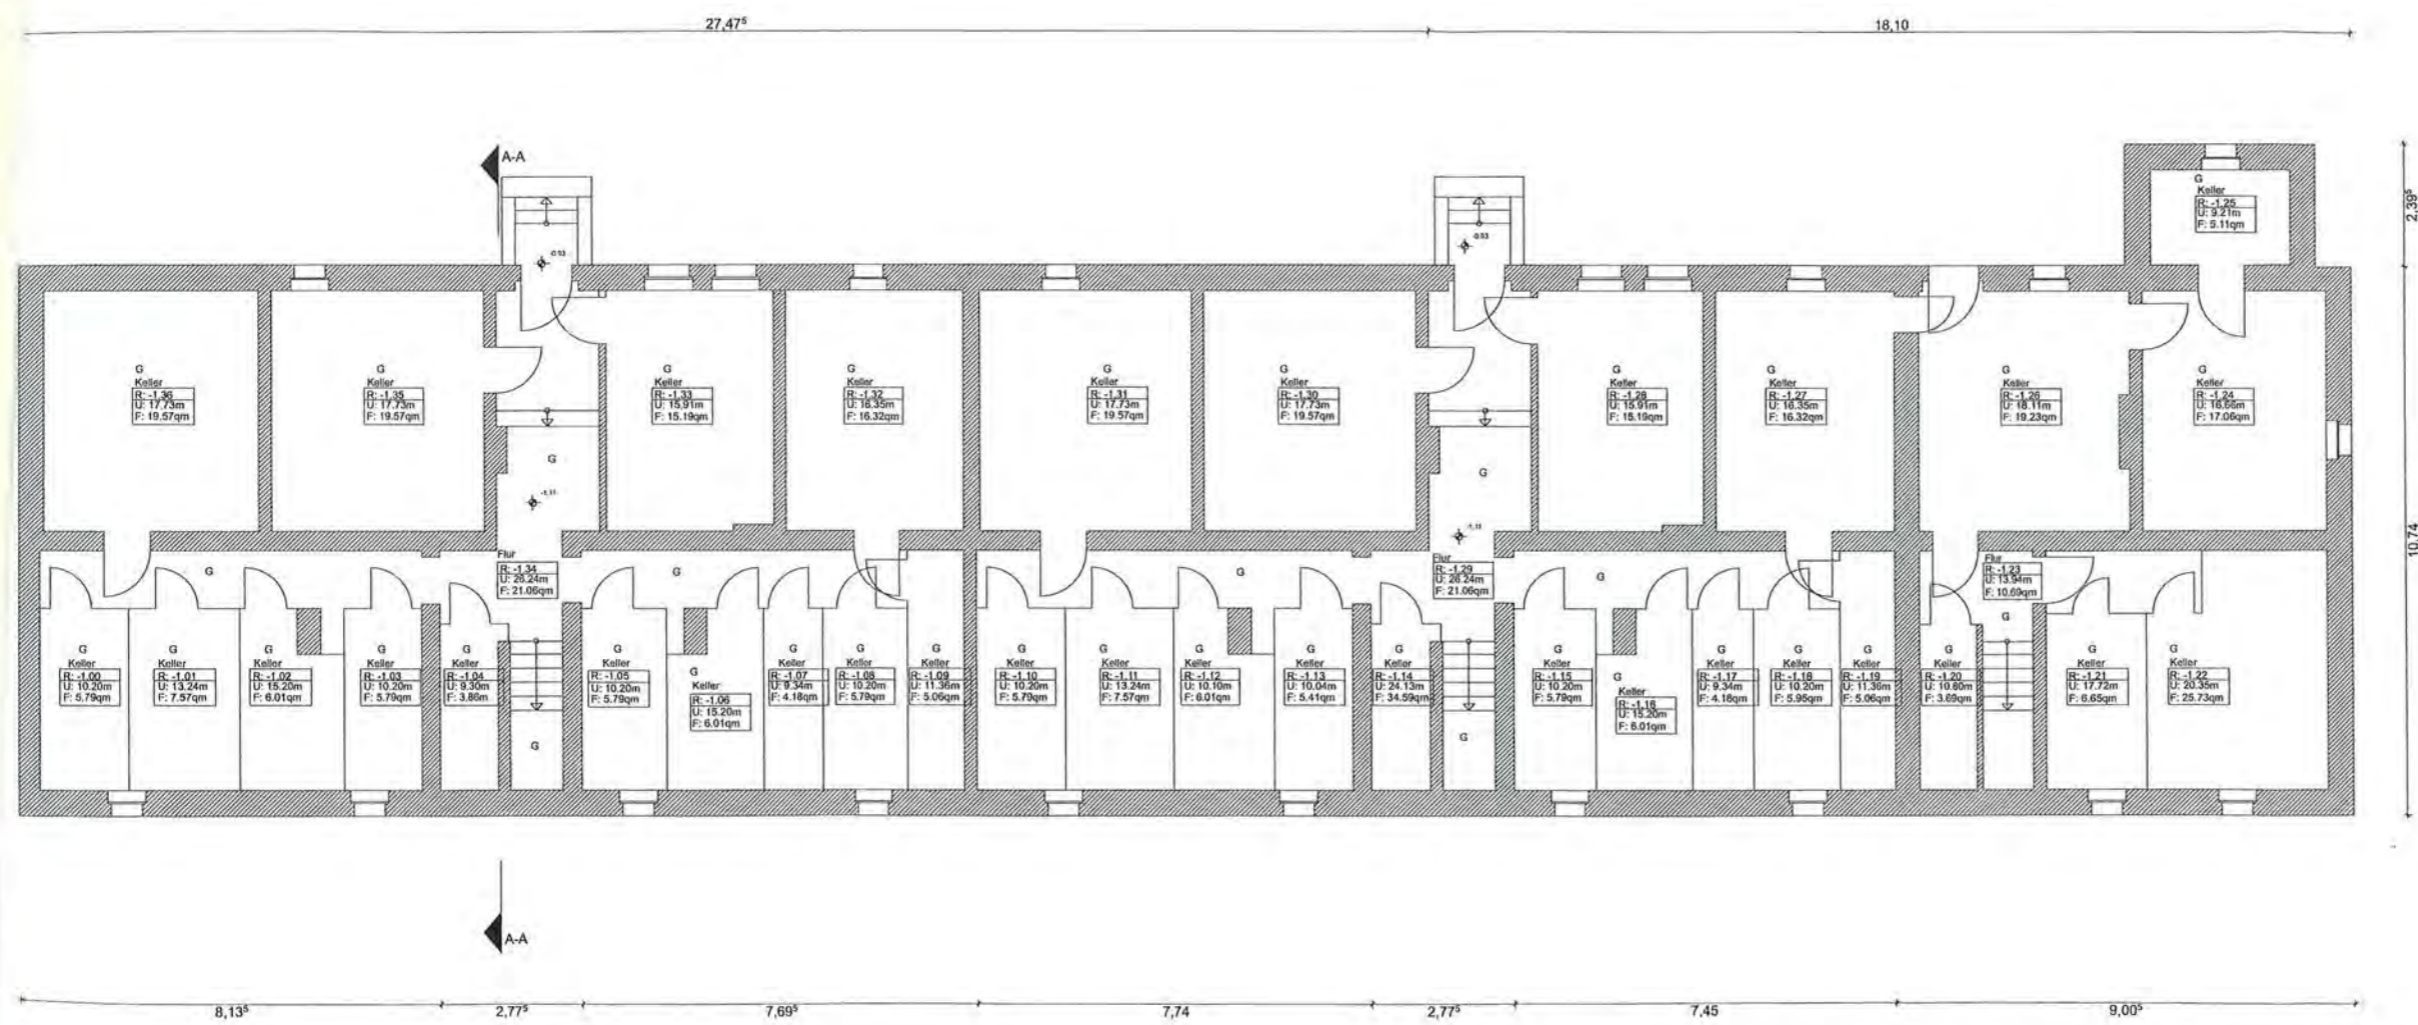 27,47⁵
18,10
A-A
G
Keller
R: -1.25
U: 9.21m
F: 5.11qm
2,39⁵
-0.53
-0.53
G
Keller
R: -1.36
U: 17.73m
F: 19.57qm
G
Keller
R: -1.35
U: 17.73m
F: 19.57qm
G
Keller
R: -1.33
U: 15.91m
F: 15.19qm
G
Keller
R: -1.32
U: 16.35m
F: 16.32qm
G
Keller
R: -1.31
U: 17.73m
F: 19.57qm
G
Keller
R: -1.30
U: 17.73m
F: 19.57qm
G
Keller
R: -1.28
U: 15.91m
F: 15.19qm
G
Keller
R: -1.27
U: 16.35m
F: 16.32qm
G
Keller
R: -1.26
U: 18.11m
F: 19.23qm
G
Keller
R: -1.24
U: 16.66m
F: 17.06qm
G
G
10,74
G
Flur
R: -1.34
U: 26.24m
F: 21.06qm
G
G
Flur
R: -1.29
U: 26.24m
F: 21.06qm
G
Flur
R: -1.23
U: 13.94m
F: 10.69qm
G
G
Keller
R: -1.00
U: 10.20m
F: 5.79qm
G
Keller
R: -1.01
U: 13.24m
F: 7.57qm
G
Keller
R: -1.02
U: 15.20m
F: 6.01qm
G
Keller
R: -1.03
U: 10.20m
F: 5.79qm
G
Keller
R: -1.04
U: 9.30m
F: 3.86m
G
G
Keller
R: -1.05
U: 10.20m
F: 5.79qm
G
Keller
R: -1.06
U: 15.20m
F: 6.01qm
G
Keller
R: -1.07
U: 9.34m
F: 4.18qm
G
Keller
R: -1.08
U: 10.20m
F: 5.79qm
G
Keller
R: -1.09
U: 11.36m
F: 5.06qm
G
Keller
R: -1.10
U: 10.20m
F: 5.79qm
G
Keller
R: -1.11
U: 13.24m
F: 7.57qm
G
Keller
R: -1.12
U: 10.10m
F: 6.01qm
G
Keller
R: -1.13
U: 10.04m
F: 5.41qm
G
Keller
R: -1.14
U: 24.13m
F: 34.59qm
G
G
Keller
R: -1.15
U: 10.20m
F: 5.79qm
G
Keller
R: -1.16
U: 15.20m
F: 6.01qm
G
Keller
R: -1.17
U: 9.34m
F: 4.18qm
G
Keller
R: -1.18
U: 10.20m
F: 5.95qm
G
Keller
R: -1.19
U: 11.36m
F: 5.06qm
G
Keller
R: -1.20
U: 10.80m
F: 3.69qm
G
Keller
R: -1.21
U: 17.72m
F: 6.65qm
G
Keller
R: -1.22
U: 20.35m
F: 25.73qm
A-A
8,13⁵
2,77⁵
7,69⁵
7,74
2,77⁵
7,45
9,00⁵